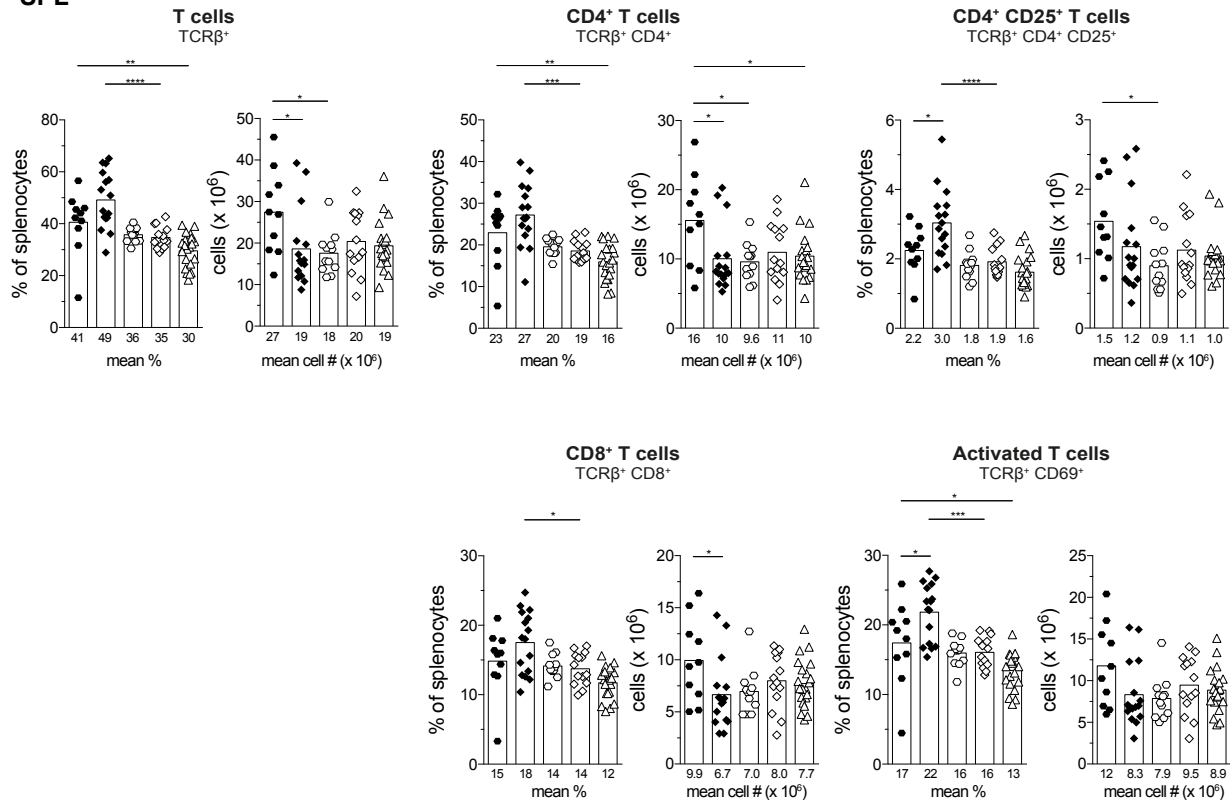 T cells
TCRβ⁺
CD4⁺ T cells
TCRβ⁺ CD4⁺
CD4⁺ CD25⁺ T cells
TCRβ⁺ CD4⁺ CD25⁺
** 
****
*
*
**
***
*
*
*
****
*
*
% of splenocytes
80
60
40
20
0
41 49 36 35 30
mean %
cells (x 10⁶)
50
40
30
20
10
0
27 19 18 20 19
mean cell # (x 10⁶)
% of splenocytes
50
40
30
20
10
0
23 27 20 19 16
mean %
cells (x 10⁶)
30
20
10
0
16 10 9.6 11 10
mean cell # (x 10⁶)
% of splenocytes
6
4
2
0
2.2 3.0 1.8 1.9 1.6
mean %
cells (x 10⁶)
3
2
1
0
1.5 1.2 0.9 1.1 1.0
mean cell # (x 10⁶)
CD8⁺ T cells
TCRβ⁺ CD8⁺
Activated T cells
TCRβ⁺ CD69⁺
*
*
*
***
*
% of splenocytes
30
20
10
0
15 18 14 14 12
mean %
cells (x 10⁶)
20
15
10
5
0
9.9 6.7 7.0 8.0 7.7
mean cell # (x 10⁶)
% of splenocytes
30
20
10
0
17 22 16 16 13
mean %
cells (x 10⁶)
25
20
15
10
5
0
12 8.3 7.9 9.5 8.9
mean cell # (x 10⁶)